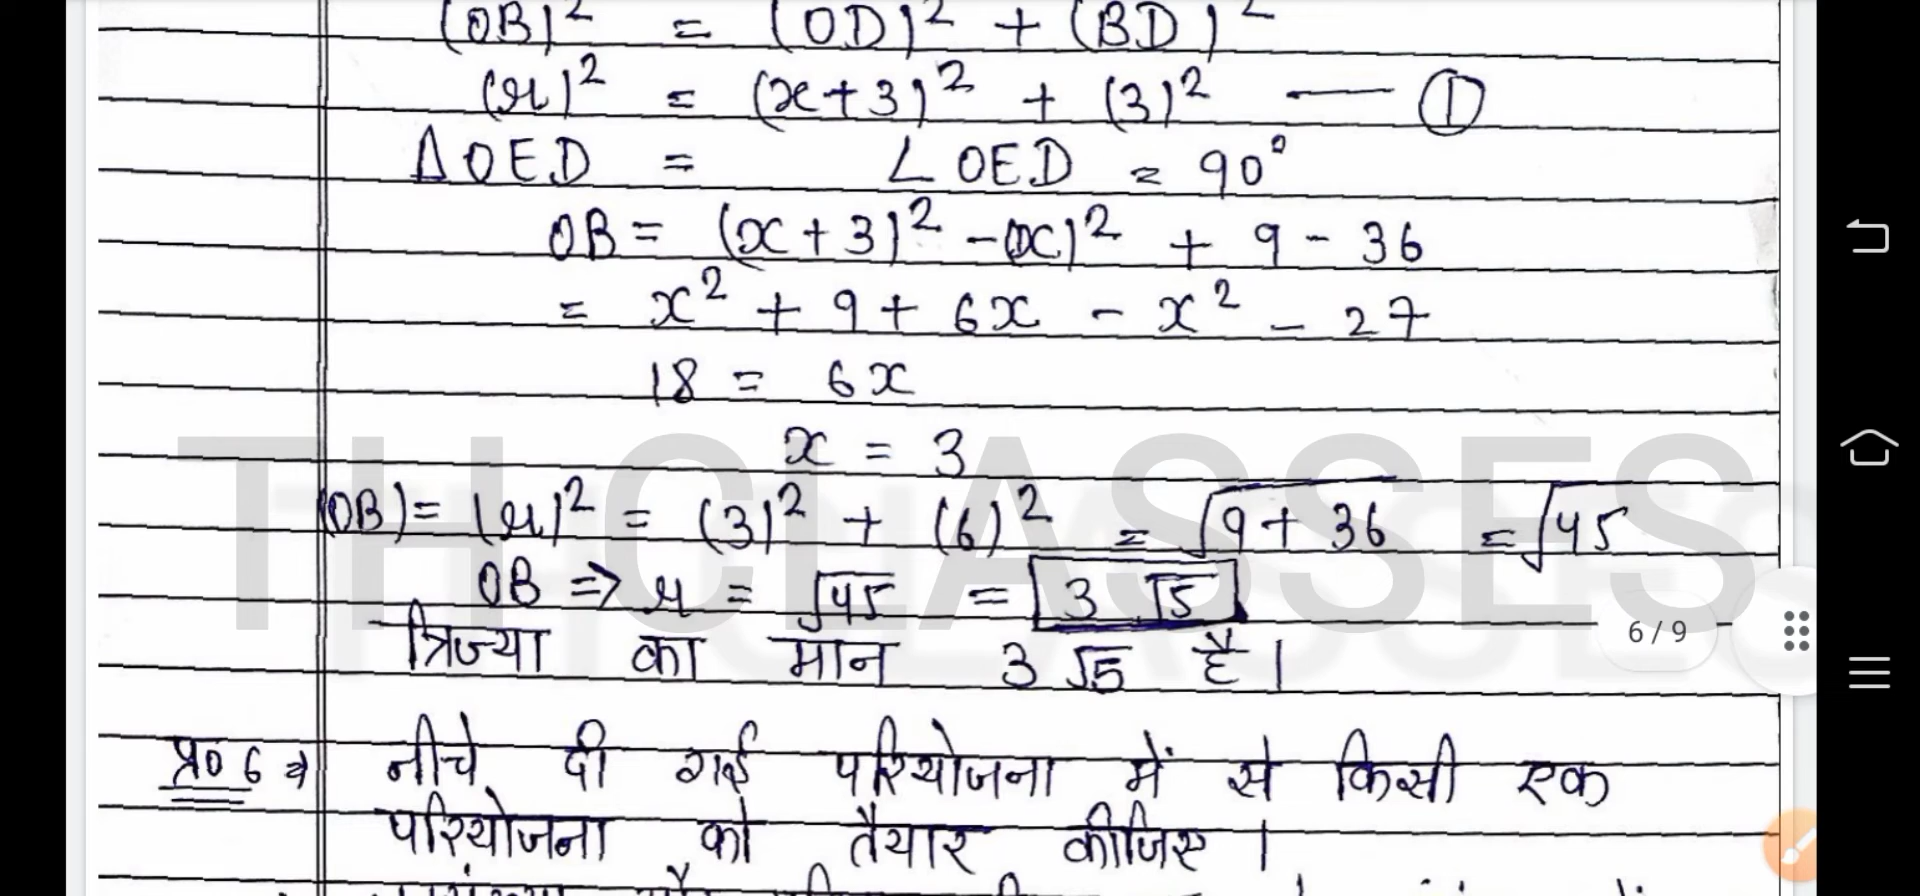 (OB)² = (OD)² + (BD)²
(r)² = (x+3)² + (3)² — ①
ΔOED = ∠OED = 90°
OB = (x+3)² - (x)² + 9 - 36
= x² + 9 + 6x - x² - 27
18 = 6x
x = 3
(OB) = (r)² = (3)² + (6)² = √9+36 = √45
OB ⇒ r = √45 = 3√5
त्रिज्या का मान 3√5 है।
6 / 9
प्र० 6 ⇒ नीचे दी गई परियोजना में से किसी एक
परियोजना को तैयार कीजिए।
TH CLASSES